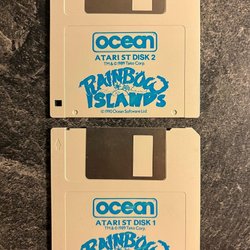 ocean
ATARI ST DISK 2
TM & © 1989 Taito Corp.
RAINBOW
ISLANDS
© 1990 Ocean Software Ltd.
ocean
ATARI ST DISK 1
TM & © 1989 Taito Corp.
RAINBOW